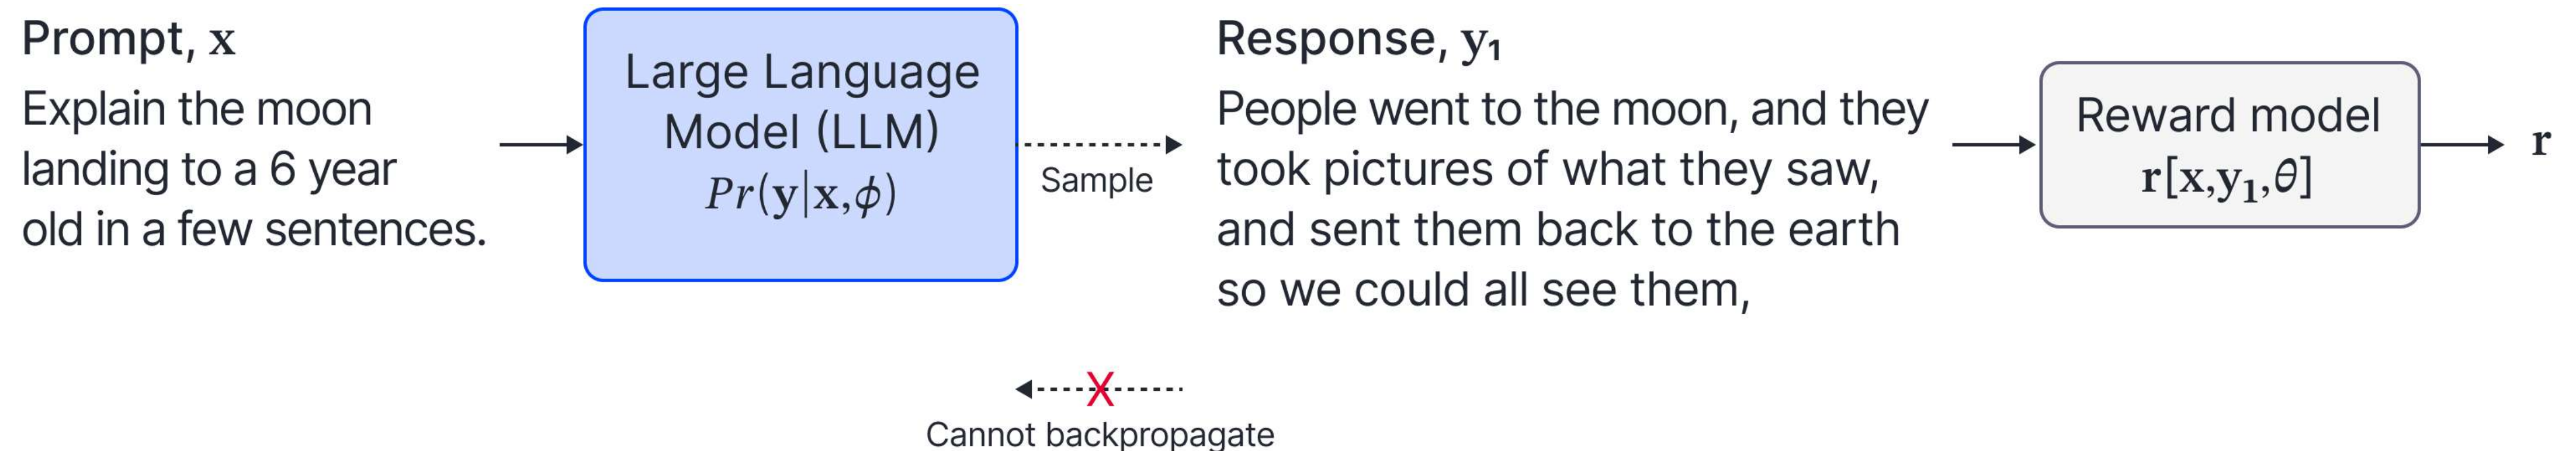 Prompt, x
Explain the moon
landing to a 6 year
old in a few sentences.
Large Language
Model (LLM)
Pr(y|x,ϕ)
Sample
Response, y₁
People went to the moon, and they
took pictures of what they saw,
and sent them back to the earth
so we could all see them,
Reward model
r[x,y₁,θ]
r
X
Cannot backpropagate